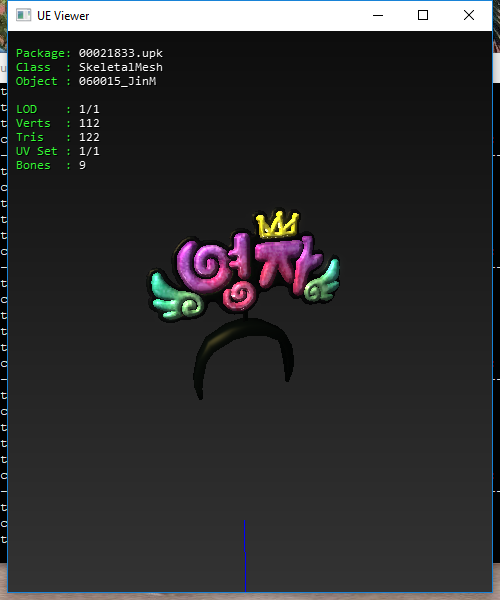 UE Viewer
Package: 00021833.upk
Class : SkeletalMesh
Object : 060015_JinM
LOD : 1/1
Verts : 112
Tris : 122
UV Set : 1/1
Bones : 9
영자